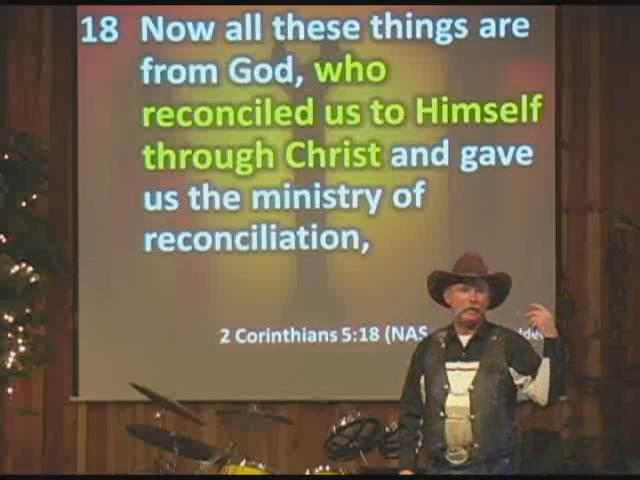 18 Now all these things are
from God, who
reconciled us to Himself
through Christ and gave
us the ministry of
reconciliation,
2 Corinthians 5:18 (NAS